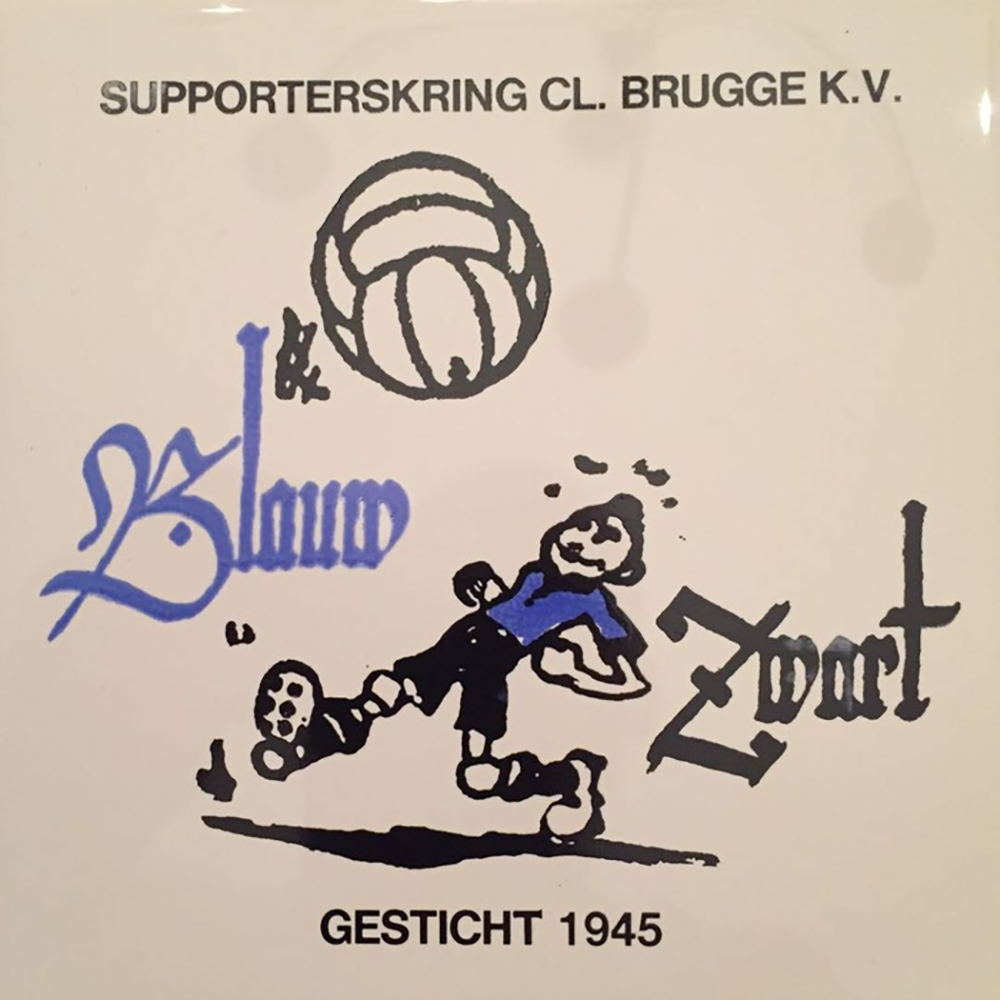 SUPPORTERSKRING CL. BRUGGE K.V.
Blauw
Zwart
GESTICHT 1945